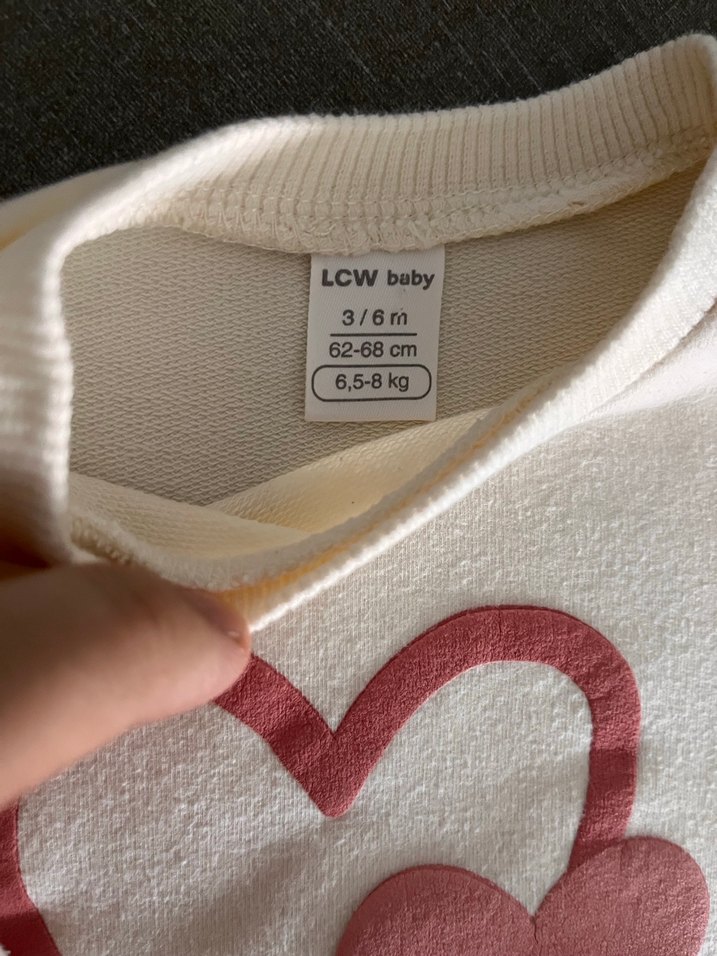 LCW baby
3 / 6 m
62-68 cm
6,5-8 kg